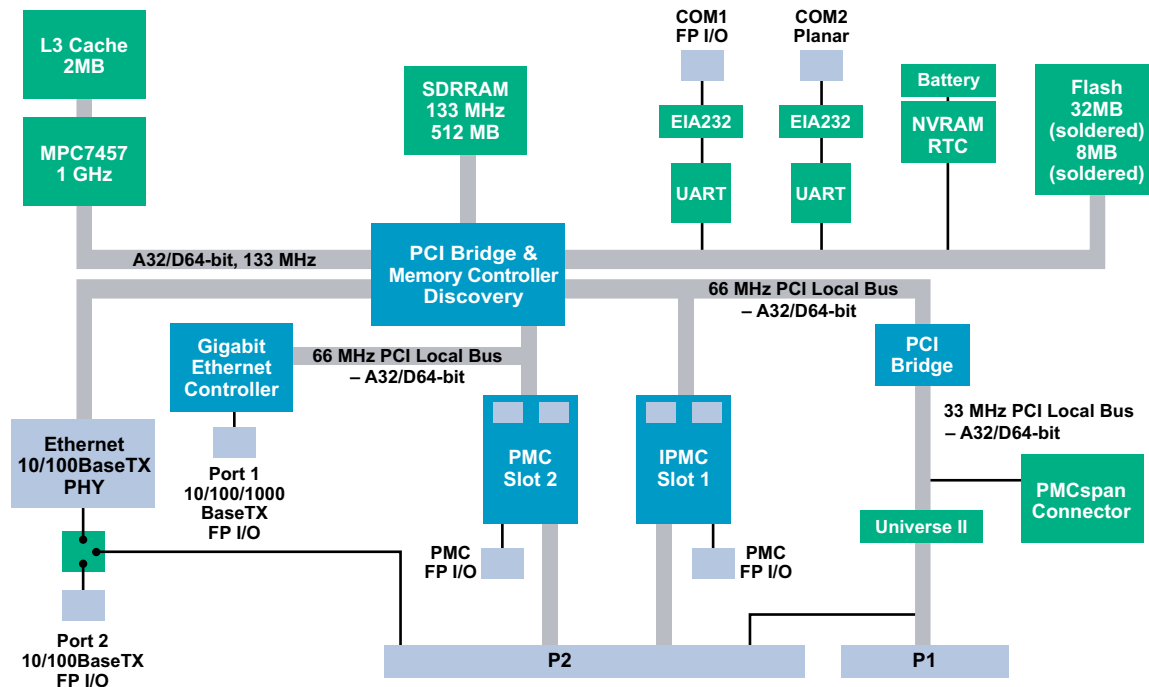 L3 Cache
2MB
MPC7457
1 GHz
SDRRAM
133 MHz
512 MB
COM1
FP I/O
COM2
Planar
EIA232
EIA232
UART
UART
Battery
NVRAM
RTC
Flash
32MB
(soldered)
8MB
(soldered)
A32/D64-bit, 133 MHz
PCI Bridge &
Memory Controller
Discovery
66 MHz PCI Local Bus
– A32/D64-bit
Gigabit
Ethernet
Controller
66 MHz PCI Local Bus
– A32/D64-bit
PCI
Bridge
33 MHz PCI Local Bus
– A32/D64-bit
Ethernet
10/100BaseTX
PHY
Port 1
10/100/1000
BaseTX
FP I/O
PMC
Slot 2
IPMC
Slot 1
PMCspan
Connector
Universe II
PMC
FP I/O
PMC
FP I/O
Port 2
10/100BaseTX
FP I/O
P2
P1